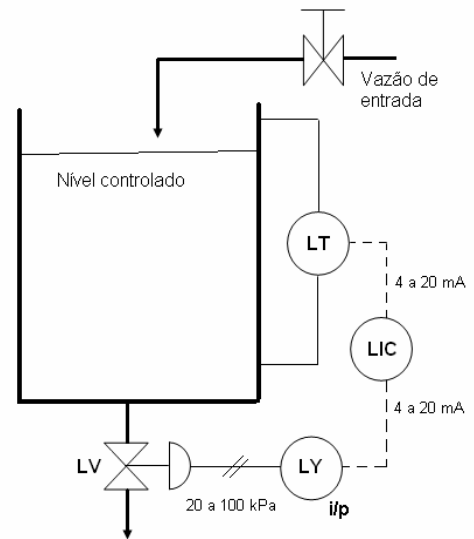 Vazão de
entrada
Nível controlado
LT
4 a 20 mA
LIC
4 a 20 mA
LV
LY
20 a 100 kPa
i/p